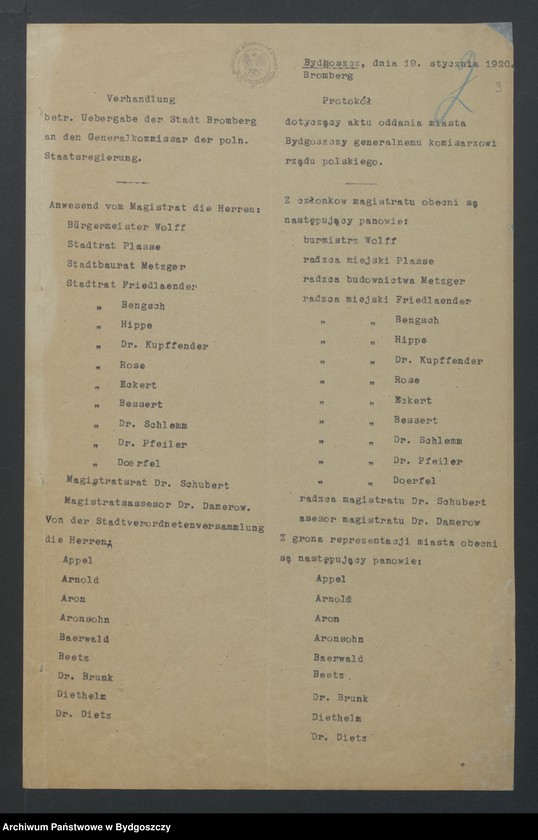 Bydgoszcz, dnia 19. stycznia 1920.
Bromberg
2
3
Verhandlung
betr. Uebergabe der Stadt Bromberg
an den Generalkommissar der poln.
Staatsregierung.
Anwesend vom Magistrat die Herren:
Bürgermeister Wolff
Stadtrat Plasse
Stadtbaurat Metzger
Stadtrat Friedlaender
" Bengsch
" Hippe
" Dr. Kupffender
" Rose
" Eckert
" Bessert
" Dr. Schlemm
" Dr. Pfeiler
" Doerfel
Magistratsrat Dr. Schubert
Magistratsassesor Dr. Damerow.
Von der Stadtverordnetenversammlung
die Herren:
Appel
Arnold
Aron
Aronsohn
Baerwald
Beetz
Dr. Brunk
Diethelm
Dr. Dietz
Protokół
dotyczący aktu oddania miasta
Bydgoszczy generalnemu komisarzowi
rządu polskiego.
Z członkow magistratu obecni są
następujący panowie:
burmistrz Wolff
radzca miejski Plasse
radzca budownictwa Metzger
radzca miejski Friedlaender
" " Bengsch
" " Hippe
" " Dr. Kupffender
" " Rose
" " Eckert
" " Bessert
" " Dr. Schlemm
" " Dr. Pfeiler
" " Doerfel
radzca magistratu Dr. Schubert
asesor magistratu Dr. Damerow
Z grona reprezentacji miasta obecni
są następujący panowie:
Appel
Arnold
Aron
Aronsohn
Baerwald
Beetz
Dr. Brunk
Diethelm
Dr. Dietz
Archiwum Państwowe w Bydgoszczy